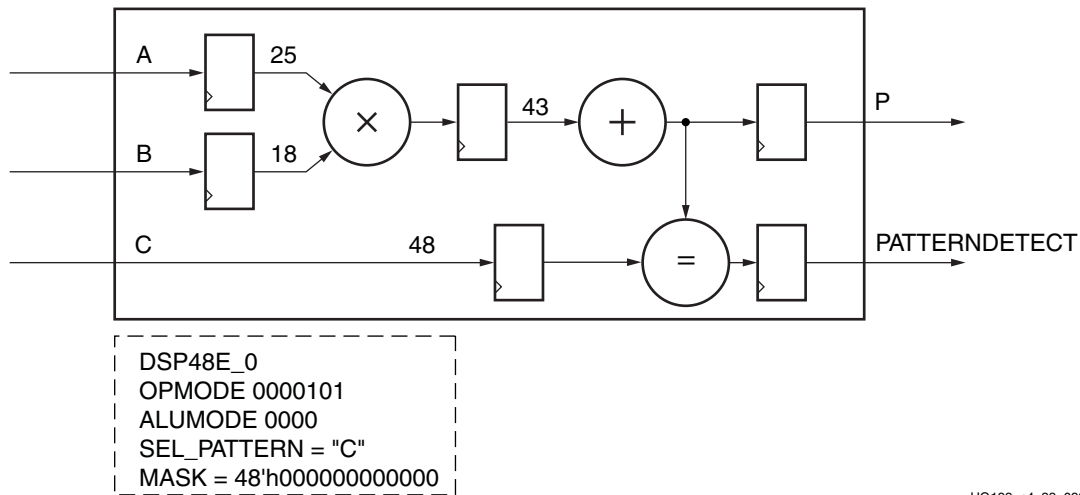 A
25
×
43
+
P
B
18
C
48
=
PATTERNDETECT
DSP48E_0
OPMODE 0000101
ALUMODE 0000
SEL_PATTERN = "C"
MASK = 48'h000000000000